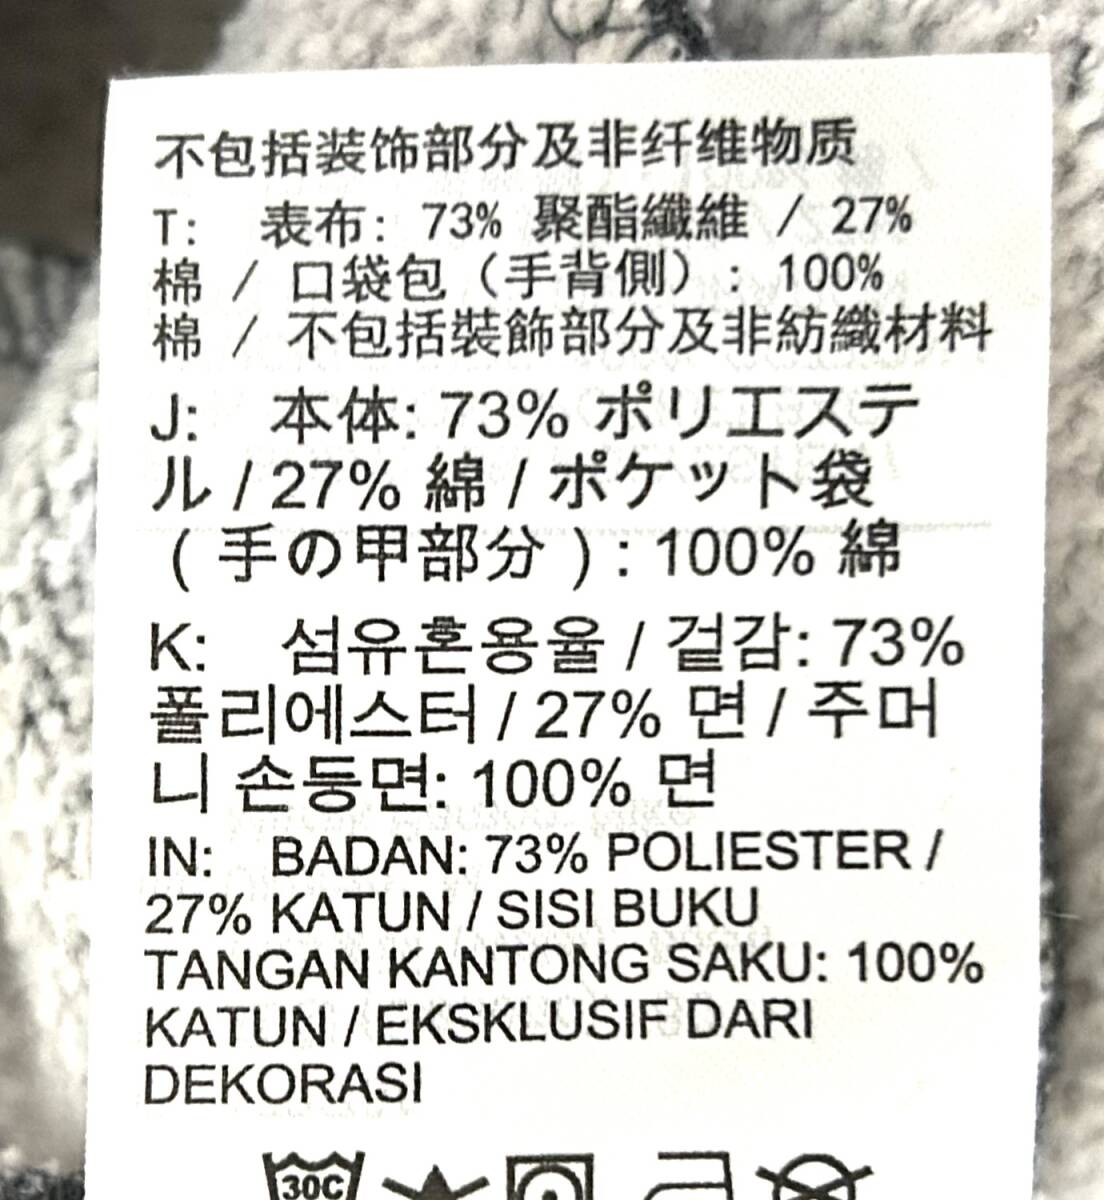 不包括装饰部分及非纤维物质
T: 表布: 73% 聚酯纖維 / 27%
棉 / 口袋包（手背側）: 100%
棉 / 不包括裝飾部分及非紡織材料
J: 本体: 73% ポリエステ
ル / 27% 綿 / ポケット袋
( 手の甲部分 ) : 100% 綿
K: 섬유혼용율 / 겉감: 73%
폴리에스터 / 27% 면 / 주머
니 손등면: 100% 면
IN: BADAN: 73% POLIESTER /
27% KATUN / SISI BUKU
TANGAN KANTONG SAKU: 100%
KATUN / EKSKLUSIF DARI
DEKORASI
30C